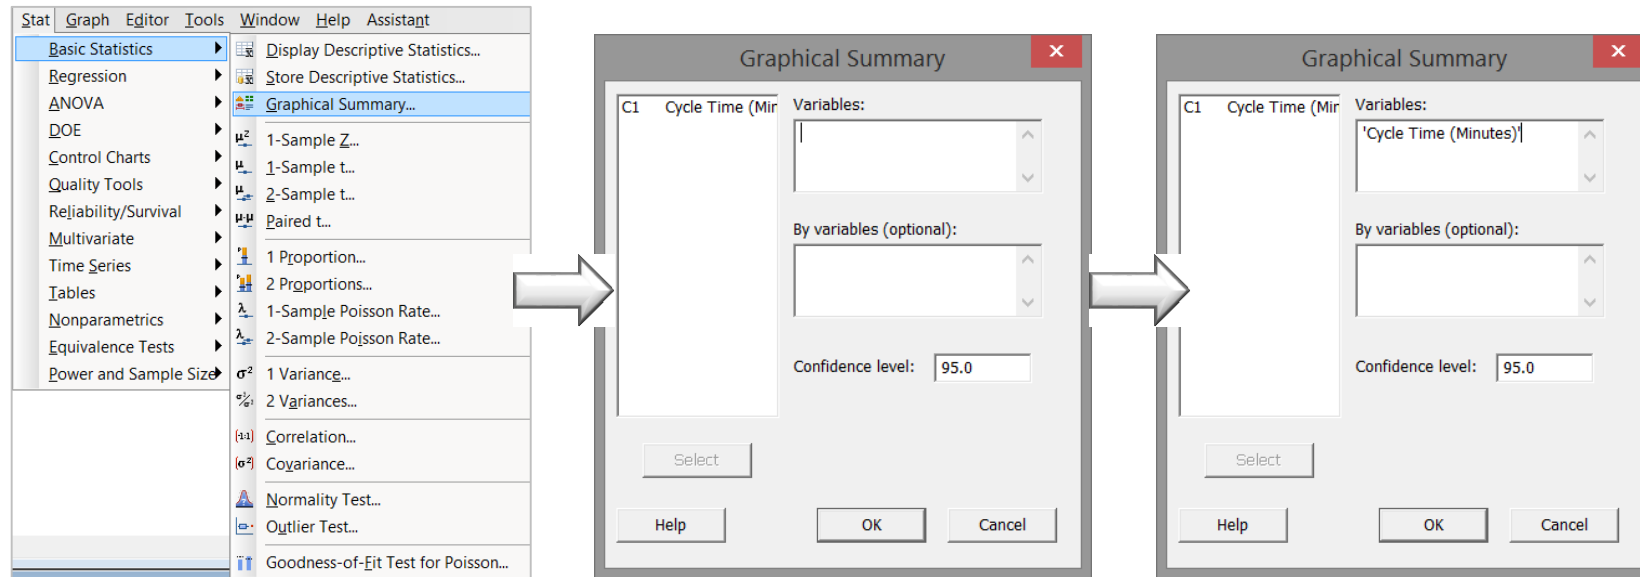 Stat Graph Editor Tools Window Help Assistant
Basic Statistics
Regression
ANOVA
DOE
Control Charts
Quality Tools
Reliability/Survival
Multivariate
Time Series
Tables
Nonparametrics
Equivalence Tests
Power and Sample Size
Display Descriptive Statistics...
Store Descriptive Statistics...
Graphical Summary...
μ² 1-Sample Z...
μ 1-Sample t...
μ 2-Sample t...
μ-μ Paired t...
1 Proportion...
2 Proportions...
λ 1-Sample Poisson Rate...
λ 2-Sample Poisson Rate...
σ² 1 Variance...
2 Variances...
Correlation...
(σ²) Covariance...
Normality Test...
Outlier Test...
Goodness-of-Fit Test for Poisson...
Graphical Summary
C1 Cycle Time (Mir
Variables:
By variables (optional):
Confidence level: 95.0
Select
Help OK Cancel
Graphical Summary
C1 Cycle Time (Mir
Variables:
'Cycle Time (Minutes)'
By variables (optional):
Confidence level: 95.0
Select
Help OK Cancel